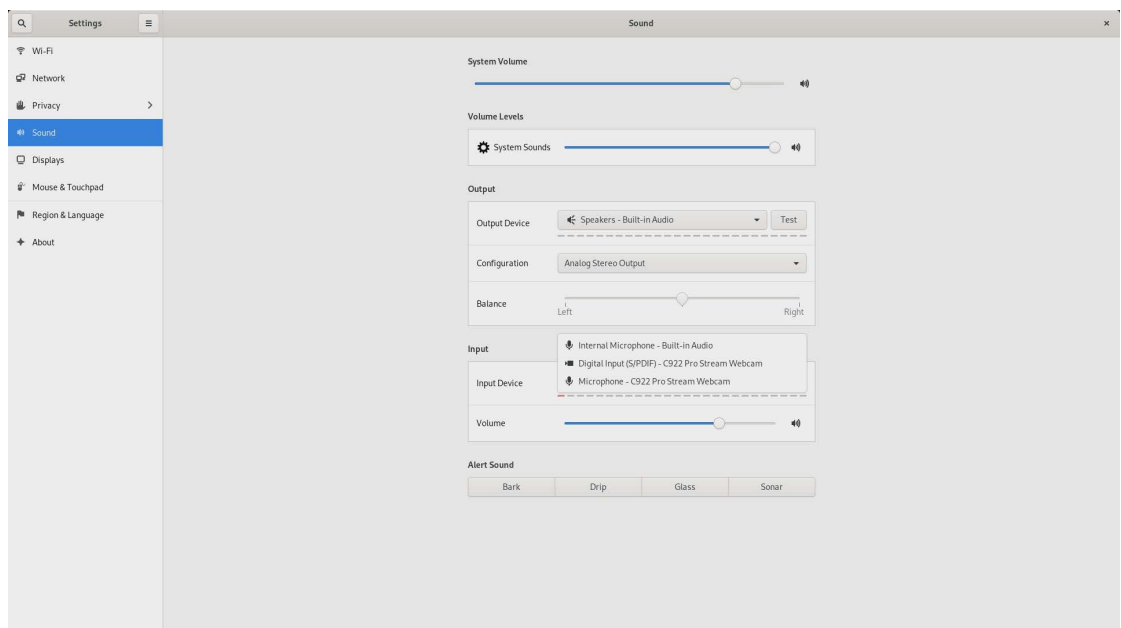 Settings
Sound
Wi-Fi
Network
Privacy
Sound
Displays
Mouse & Touchpad
Region & Language
About
System Volume
Volume Levels
System Sounds
Output
Output Device
Speakers - Built-in Audio
Test
Configuration
Analog Stereo Output
Balance
Left
Right
Input
Internal Microphone - Built-in Audio
Digital Input (S/PDIF) - C922 Pro Stream Webcam
Input Device
Microphone - C922 Pro Stream Webcam
Volume
Alert Sound
Bark
Drip
Glass
Sonar